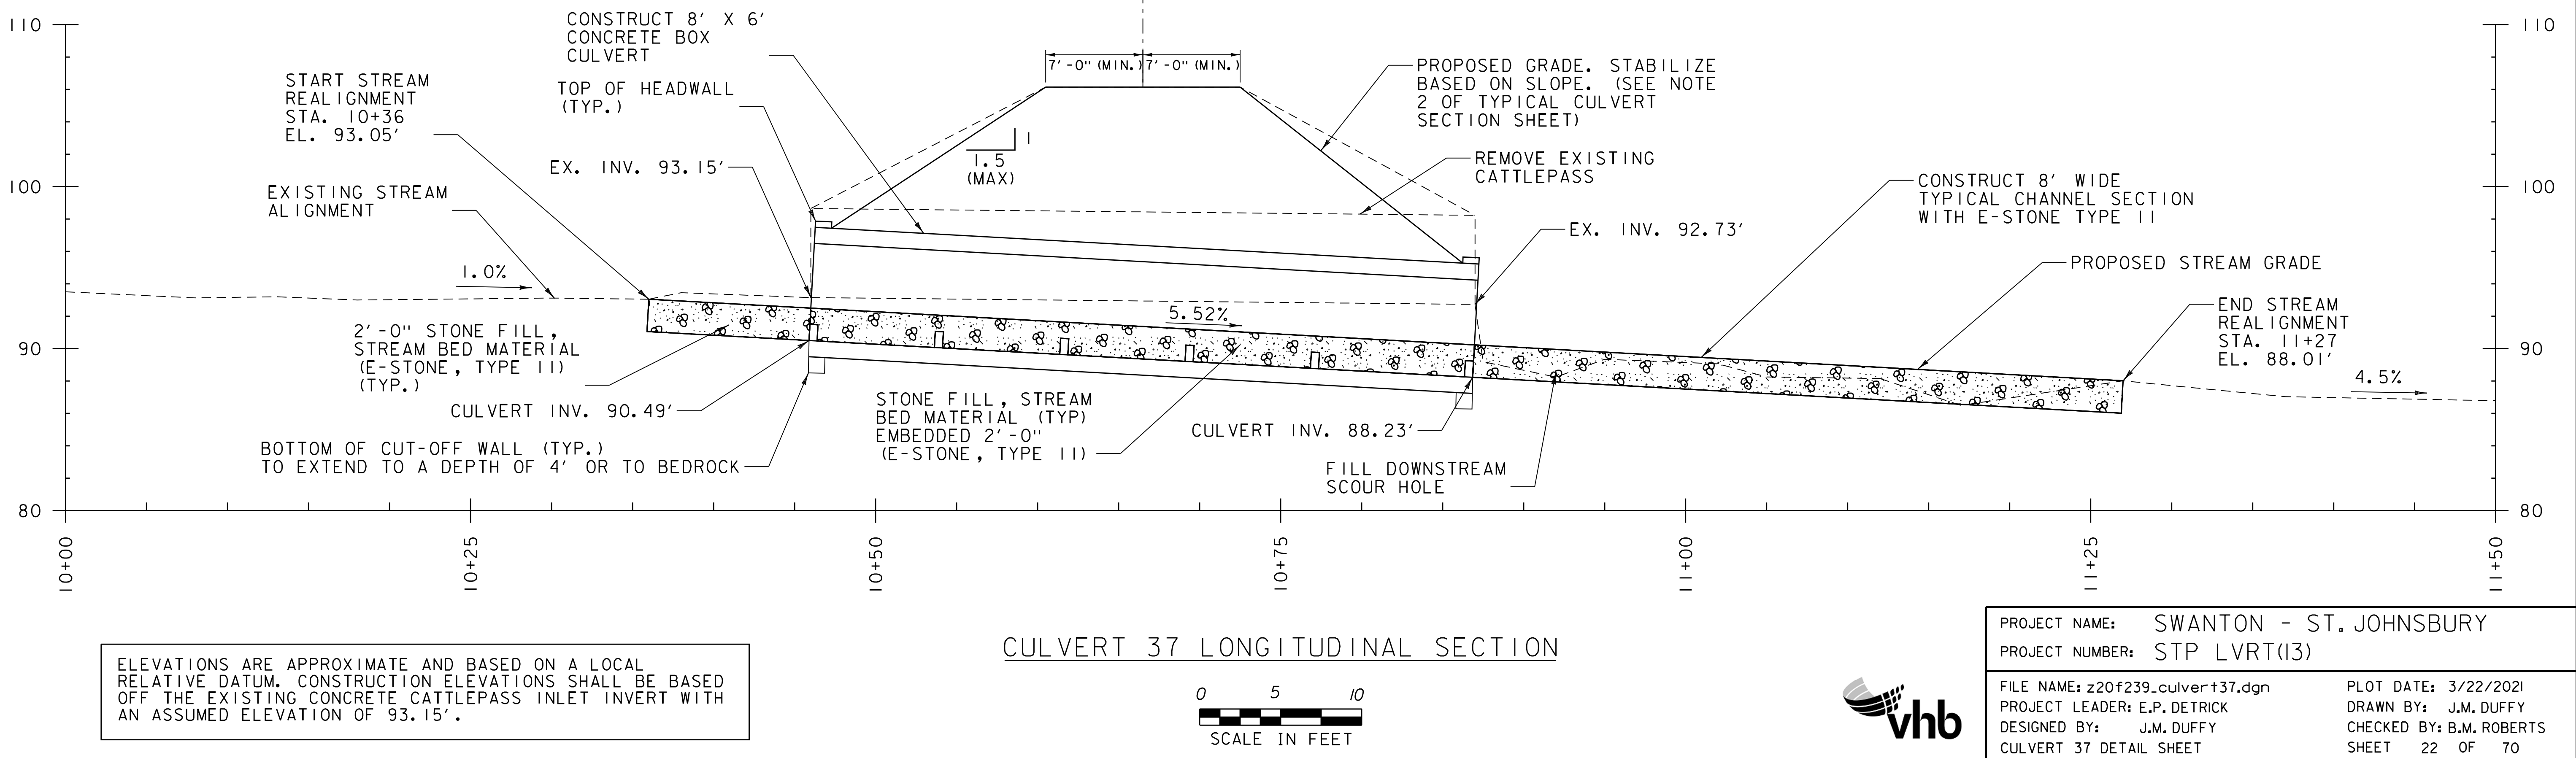 110
100
90
80
CONSTRUCT 8' X 6'
CONCRETE BOX
CULVERT
START STREAM
REALIGNMENT
STA. 10+36
EL. 93.05'
TOP OF HEADWALL
(TYP.)
EX. INV. 93.15'
EXISTING STREAM
ALIGNMENT
1.0%
7'-0" (MIN.)
7'-0" (MIN.)
1
1.5
(MAX)
PROPOSED GRADE. STABILIZE
BASED ON SLOPE. (SEE NOTE
2 OF TYPICAL CULVERT
SECTION SHEET)
REMOVE EXISTING
CATTLEPASS
EX. INV. 92.73'
CONSTRUCT 8' WIDE
TYPICAL CHANNEL SECTION
WITH E-STONE TYPE II
PROPOSED STREAM GRADE
END STREAM
REALIGNMENT
STA. 11+27
EL. 88.01'
4.5%
110
100
90
80
5.52%
2'-0" STONE FILL,
STREAM BED MATERIAL
(E-STONE, TYPE II)
(TYP.)
CULVERT INV. 90.49'
BOTTOM OF CUT-OFF WALL (TYP.)
TO EXTEND TO A DEPTH OF 4' OR TO BEDROCK
STONE FILL, STREAM
BED MATERIAL (TYP)
EMBEDDED 2'-0"
(E-STONE, TYPE II)
CULVERT INV. 88.23'
FILL DOWNSTREAM
SCOUR HOLE
10+00
10+25
10+50
10+75
11+00
11+25
11+50
ELEVATIONS ARE APPROXIMATE AND BASED ON A LOCAL
RELATIVE DATUM. CONSTRUCTION ELEVATIONS SHALL BE BASED
OFF THE EXISTING CONCRETE CATTLEPASS INLET INVERT WITH
AN ASSUMED ELEVATION OF 93.15'.
CULVERT 37 LONGITUDINAL SECTION
0 5 10
SCALE IN FEET
vhb
PROJECT NAME: SWANTON - ST. JOHNSBURY
PROJECT NUMBER: STP LVRT(13)
FILE NAME: z20f239_culvert37.dgn
PLOT DATE: 3/22/2021
PROJECT LEADER: E.P. DETRICK
DRAWN BY: J.M. DUFFY
DESIGNED BY: J.M. DUFFY
CHECKED BY: B.M. ROBERTS
CULVERT 37 DETAIL SHEET
SHEET 22 OF 70